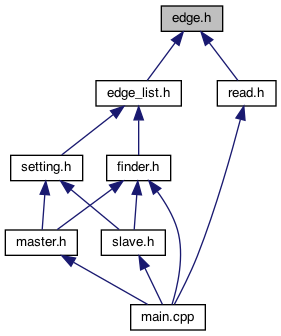 edge.h
edge_list.h
read.h
setting.h
finder.h
master.h
slave.h
main.cpp